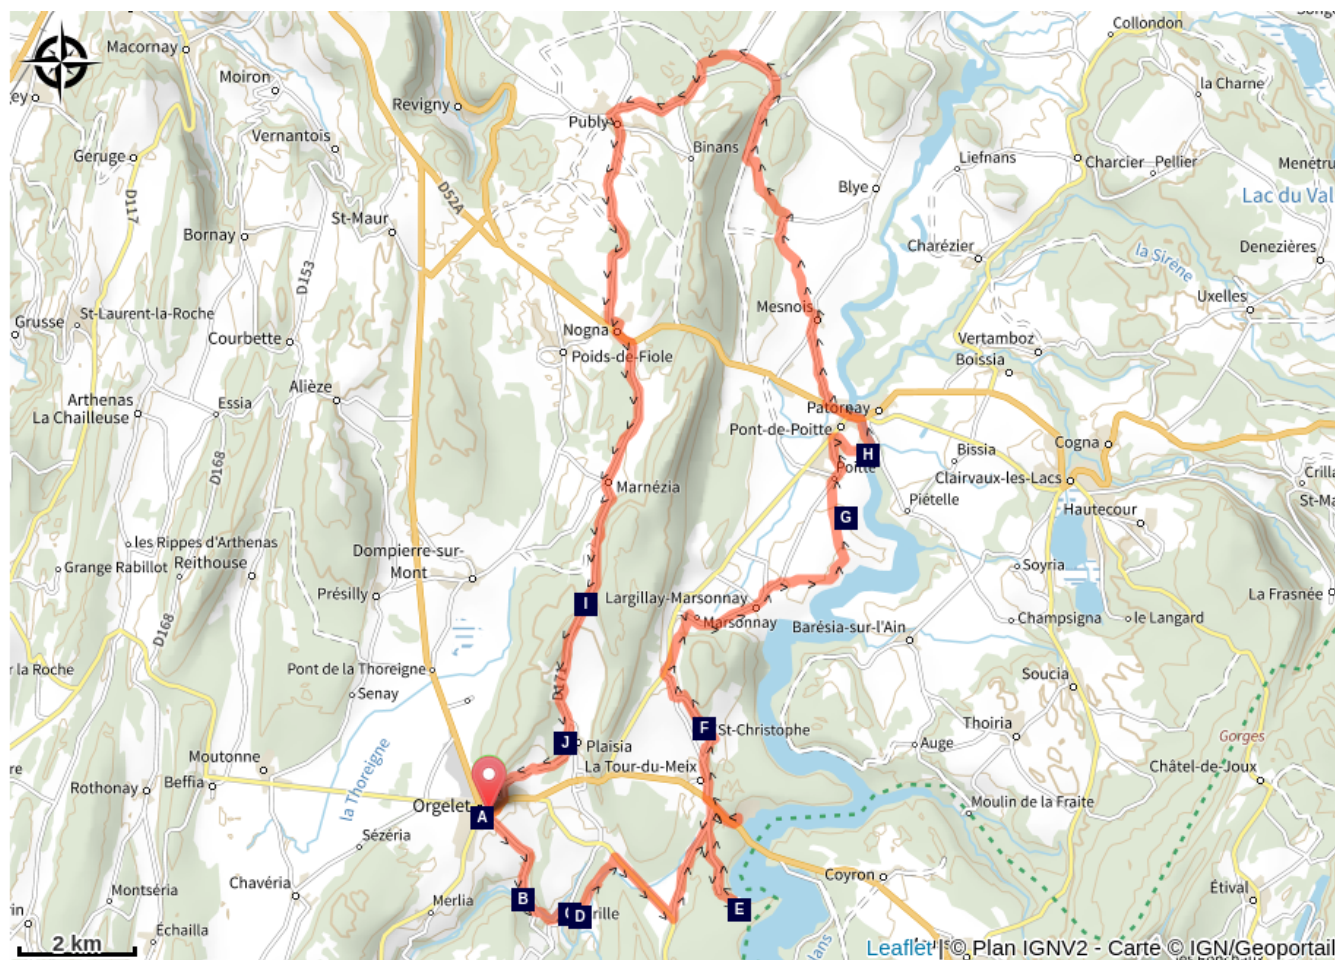 Collondon
Macornay
Moiron
la Charne
Revigny
Publy
Vernantois
Binans
Liefnans
Geruge
Charcier
Pellier
Menétru
D117
D52A
Blye
Lac du Val
St-Maur
Bornay
Charézier
Denezières
la Sirène
D153
Uxelles
St-Laurent-la-Roche
Mesnois
Grusse
Nogna
Courbette
Poids-de-Fiole
Vertamboz
Boissia
Alièze
Arthenas
Essia
La Chailleuse
Patornay
Pont-de-Poitte
Cogna
Bissia
H
Poitte
D168
Marnézia
Clairvaux-les-Lacs
Piételle
Hautecour
G
les Rippes d'Arthenas
Dompierre-sur-
Mont
Grange Rabillot
Reithouse
Soyria
Présilly
I
Largillay-Marsonnay
La Frasnée
Marsonnay
Champsigna
le Langard
Barésia-sur-l'Ain
D168
r la Roche
Pont de la Thoreigne
Senay
Soucia
F
St-Christophe
Thoiria
Auge
Gorges
J
Plaisia
Moutonne
La Tour-du-Meix
Châtel-de-Joux
Rothonay
Beffia
la Thoreigne
Orgelet
A
Moulin de la Fraite
Sézéria
Coyron
Chavéria
Montséria
Merlia
B
D
rille
E
Étival
Échailla
2 km
Leaflet | © Plan IGNV2 - Carte © IGN/Geoportail